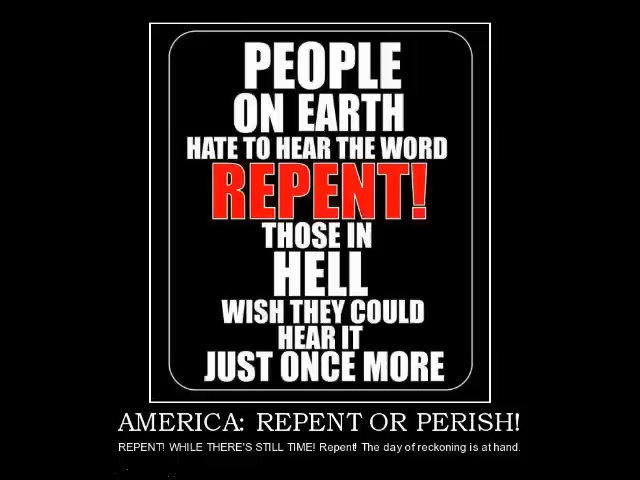 PEOPLE
ON EARTH
HATE TO HEAR THE WORD
REPENT!
THOSE IN
HELL
WISH THEY COULD
HEAR IT
JUST ONCE MORE
AMERICA: REPENT OR PERISH!
REPENT! WHILE THERE'S STILL TIME! Repent! The day of reckoning is at hand.